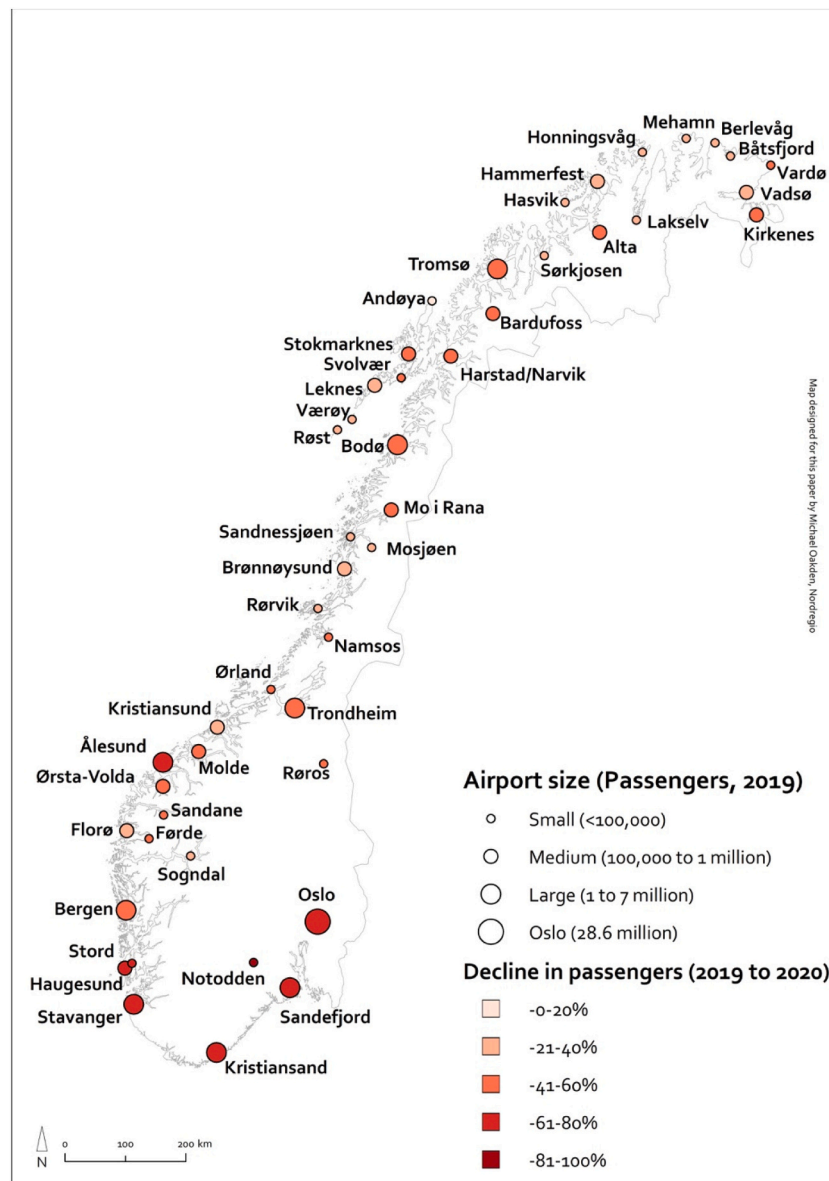 Mehamn
Berlevåg
Honningsvåg
Båtsfjord
Vardø
Hammerfest
Vadsø
Hasvik
Lakselv
Kirkenes
Alta
Tromsø
Sørkjosen
Andøya
Bardufoss
Stokmarknes
Svolvær
Harstad/Narvik
Leknes
Værøy
Røst
Bodø
Mo i Rana
Sandnessjøen
Mosjøen
Brønnøysund
Rørvik
Namsos
Ørland
Kristiansund
Trondheim
Ålesund
Molde
Røros
Ørsta-Volda
Sandane
Florø
Førde
Sogndal
Oslo
Bergen
Stord
Notodden
Haugesund
Stavanger
Sandefjord
Kristiansand
Map designed for this paper by Michael Oakden, Nordregio
Airport size (Passengers, 2019)
Small (<100,000)
Medium (100,000 to 1 million)
Large (1 to 7 million)
Oslo (28.6 million)
Decline in passengers (2019 to 2020)
-0-20%
-21-40%
-41-60%
-61-80%
-81-100%
N
0 100 200 km